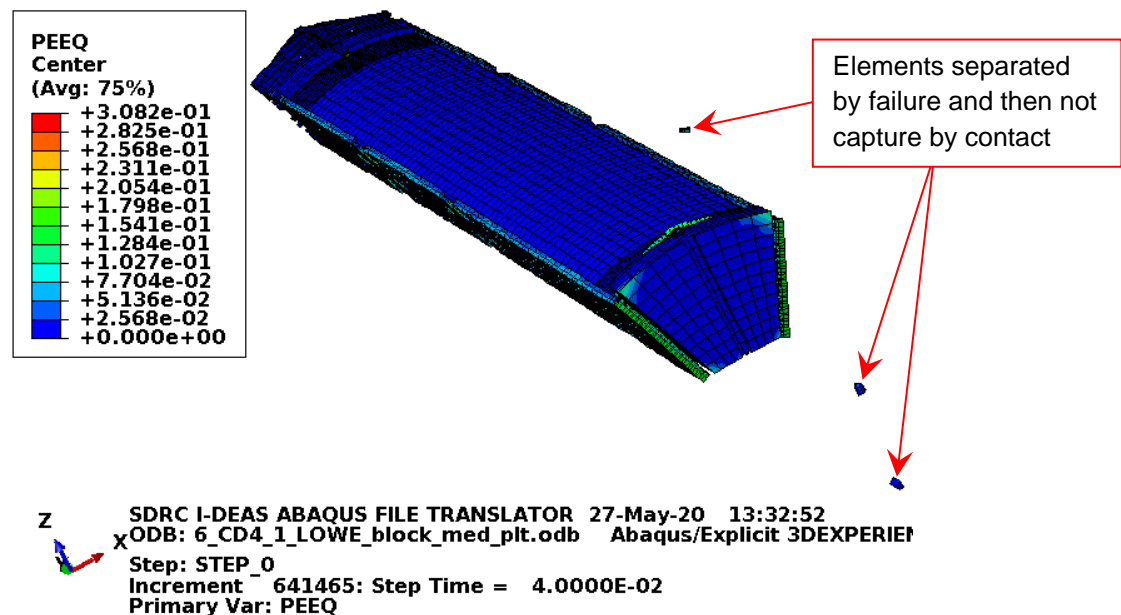 PEEQ
Center
(Avg: 75%)
+3.082e-01
+2.825e-01
+2.568e-01
+2.311e-01
+2.054e-01
+1.798e-01
+1.541e-01
+1.284e-01
+1.027e-01
+7.704e-02
+5.136e-02
+2.568e-02
+0.000e+00
Elements separated
by failure and then not
capture by contact
Z
X
SDRC I-DEAS ABAQUS FILE TRANSLATOR 27-May-20 13:32:52
ODB: 6_CD4_1_LOWE_block_med_plt.odb Abaqus/Explicit 3DEXPERIEN
Step: STEP_0
Increment 641465: Step Time = 4.0000E-02
Primary Var: PEEQ